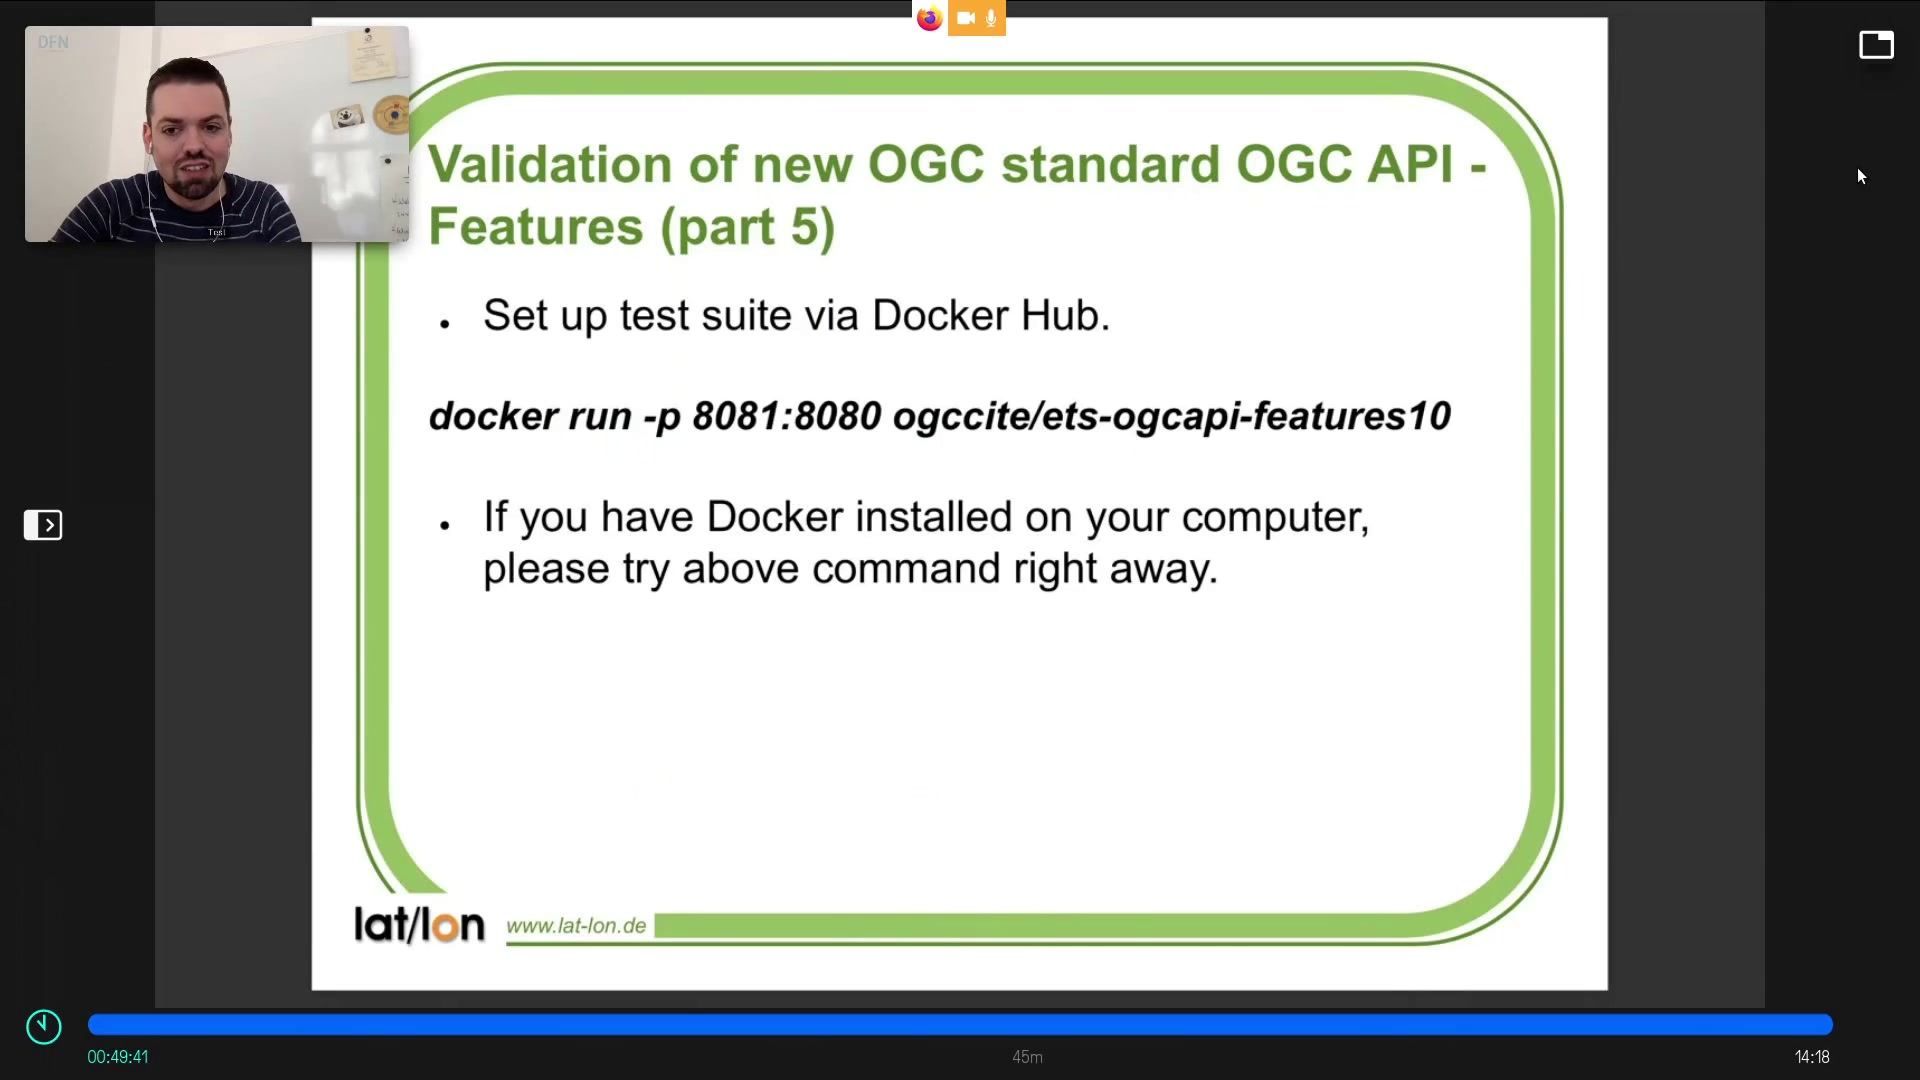 DFN
Test
Validation of new OGC standard OGC API -
Features (part 5)
• Set up test suite via Docker Hub.
docker run -p 8081:8080 ogccite/ets-ogcapi-features10
• If you have Docker installed on your computer,
please try above command right away.
lat/lon
www.lat-lon.de
00:49:41
45m
14:18